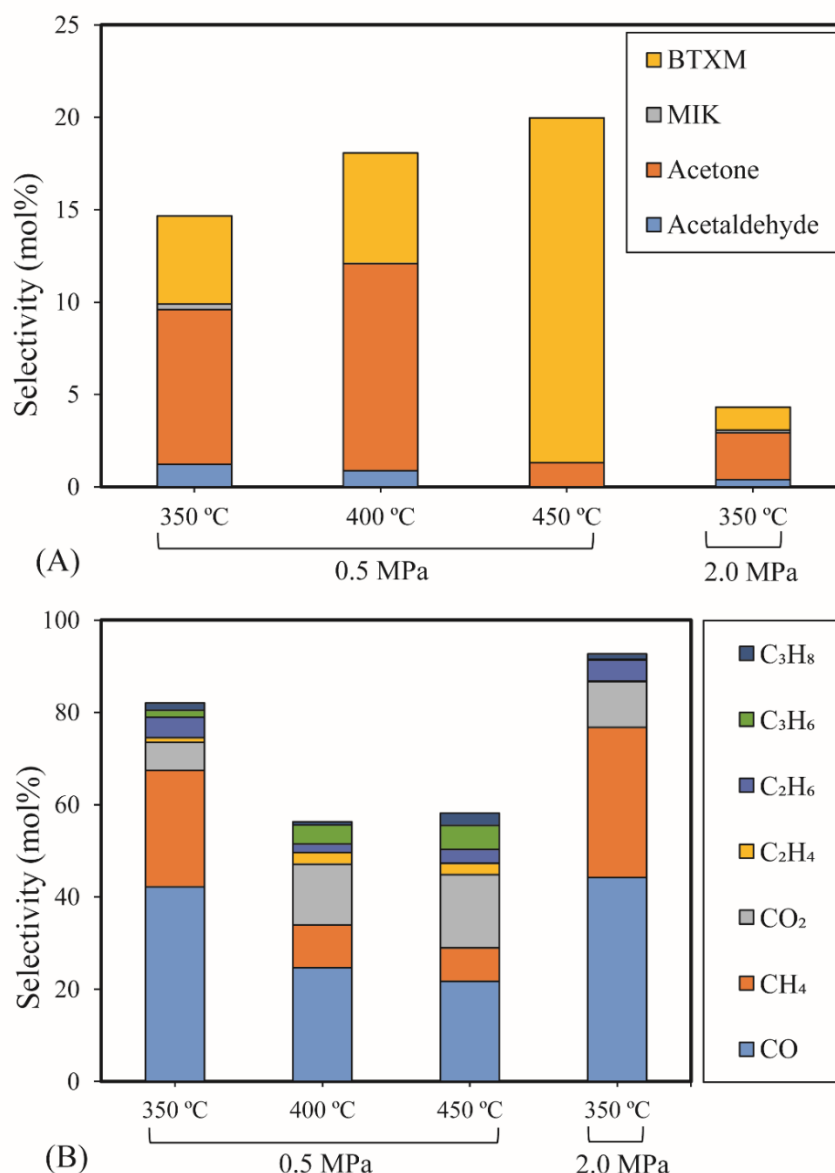 25
20
15
10
5
0
Selectivity (mol%)
BTXM
MIK
Acetone
Acetaldehyde
350 ºC
400 ºC
450 ºC
350 ºC
0.5 MPa
2.0 MPa
(A)
100
80
60
40
20
0
Selectivity (mol%)
C₃H₈
C₃H₆
C₂H₆
C₂H₄
CO₂
CH₄
CO
350 ºC
400 ºC
450 ºC
350 ºC
0.5 MPa
2.0 MPa
(B)